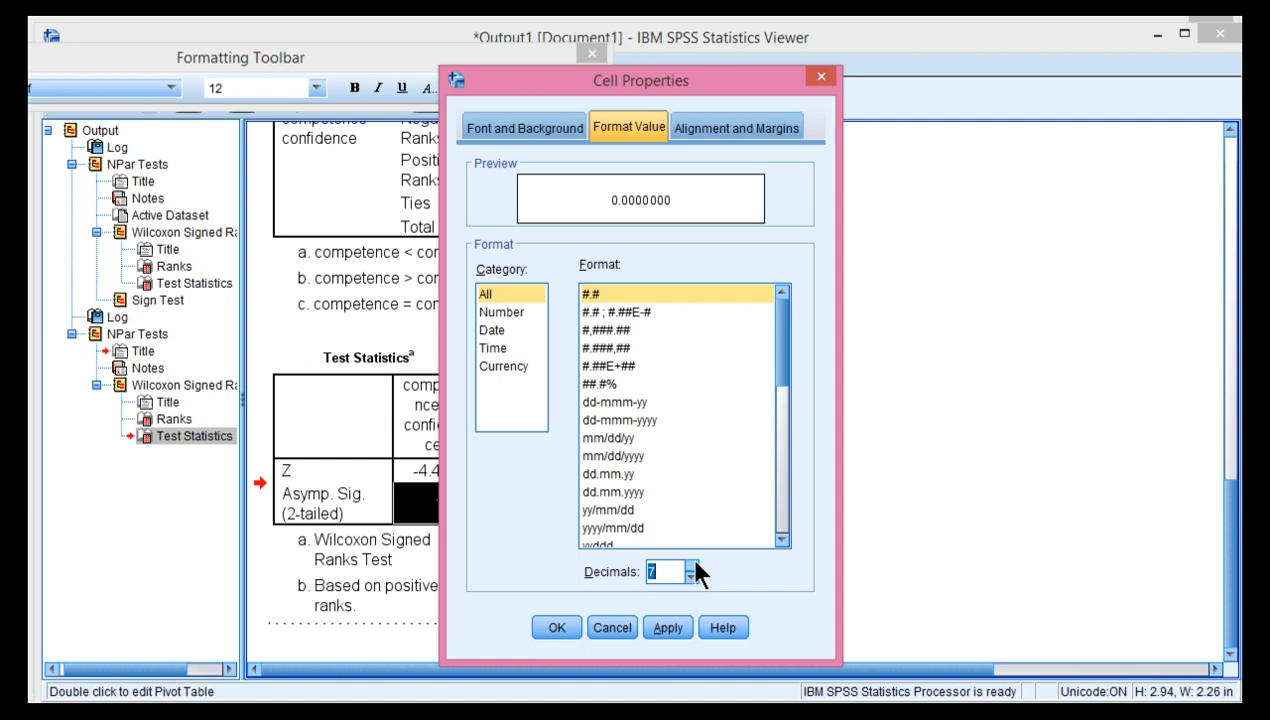 *Output1 [Document1] - IBM SPSS Statistics Viewer
Formatting Toolbar
12
B I U A..
Output
Log
NPar Tests
Title
Notes
Active Dataset
Wilcoxon Signed Ra
Title
Ranks
Test Statistics
Sign Test
Log
NPar Tests
Title
Notes
Wilcoxon Signed Ra
Title
Ranks
Test Statistics
confidence
Ranks
Positi
Ranks
Ties
Total
a. competence < con
b. competence > con
c. competence = con
Test Statisticsª
comp
nce
confi
ce
Z -4.4
Asymp. Sig.
(2-tailed)
a. Wilcoxon Signed
Ranks Test
b. Based on positive
ranks.
Cell Properties
Font and Background Format Value Alignment and Margins
Preview
0.0000000
Format
Category:
All
Number
Date
Time
Currency
Format:
#.#
#.# ; #.##E-#
#,###.##
#.###,##
#.##E+##
##.#%
dd-mmm-yy
dd-mmm-yyyy
mm/dd/yy
mm/dd/yyyy
dd.mm.yy
dd.mm.yyyy
yy/mm/dd
yyyy/mm/dd
yyddd
Decimals: 7
OK Cancel Apply Help
Double click to edit Pivot Table
IBM SPSS Statistics Processor is ready
Unicode:ON H: 2.94, W: 2.26 in